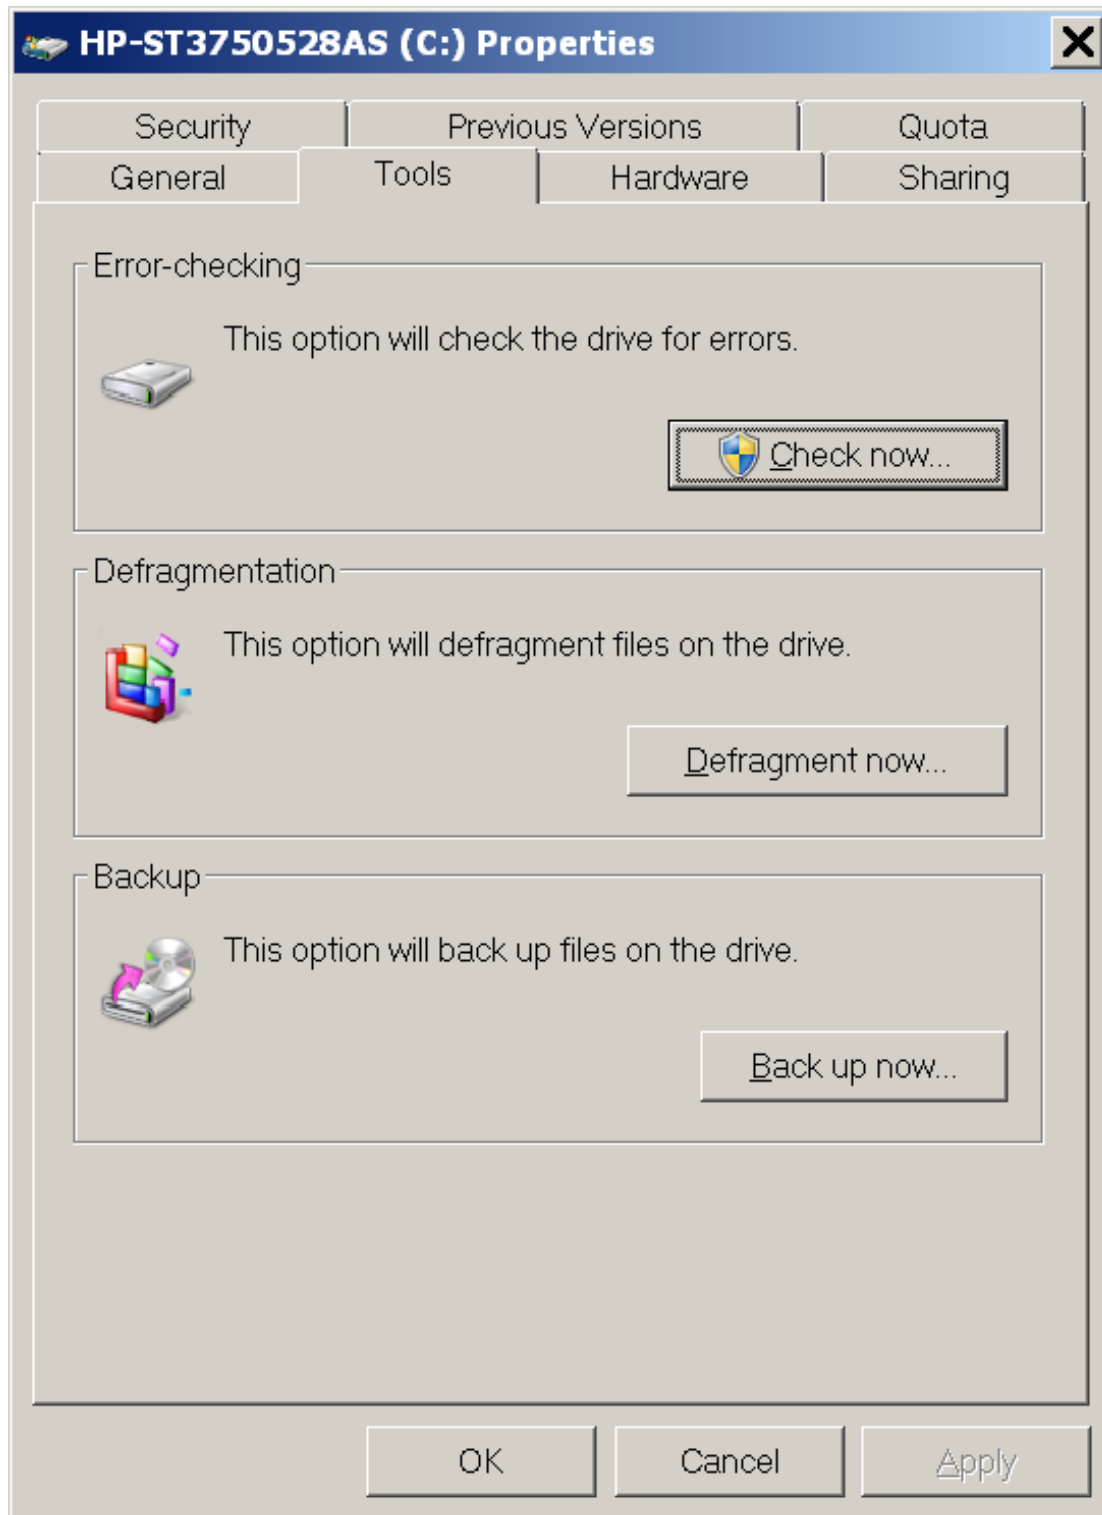 HP-ST3750528AS (C:) Properties
Security Previous Versions Quota
General Tools Hardware Sharing
Error-checking
This option will check the drive for errors.
Check now...
Defragmentation
This option will defragment files on the drive.
Defragment now...
Backup
This option will back up files on the drive.
Back up now...
OK Cancel Apply